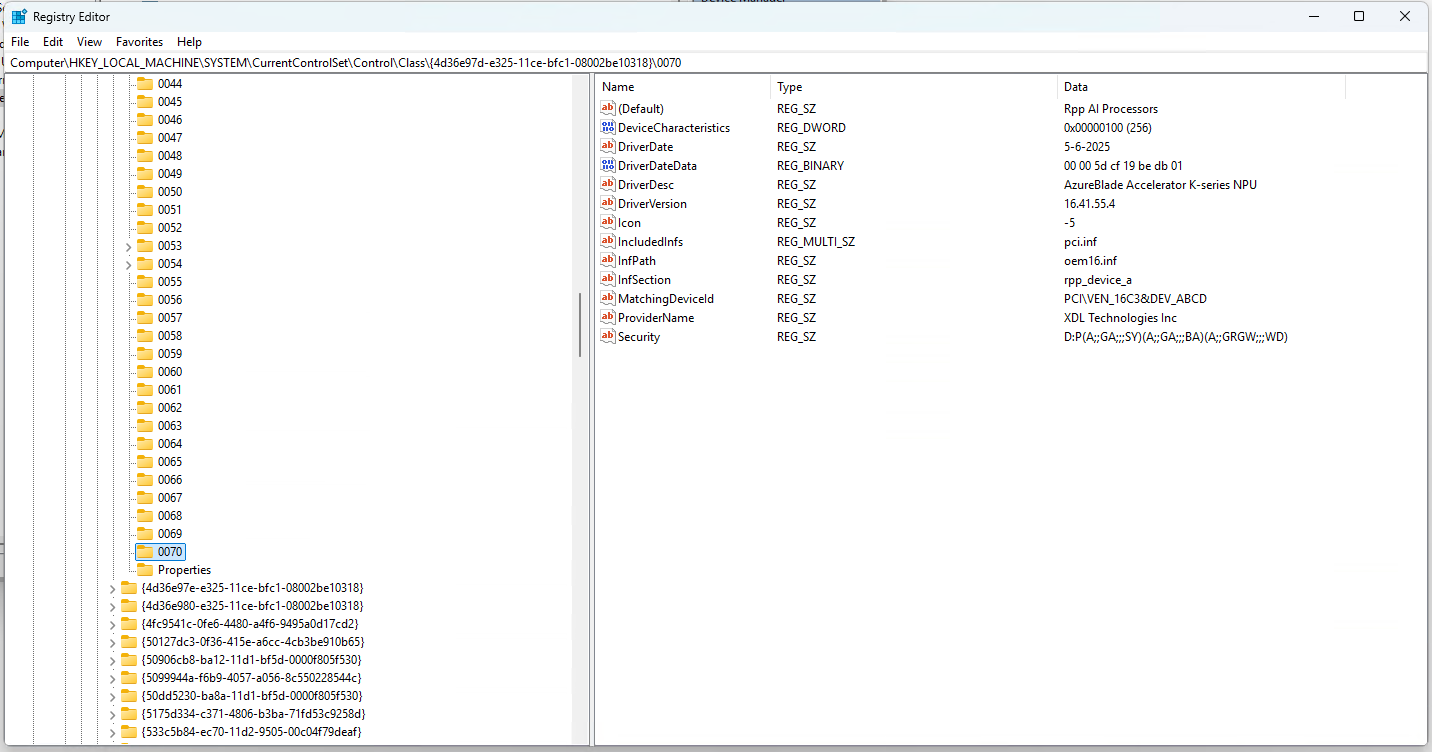 Registry Editor
File Edit View Favorites Help
Computer\HKEY_LOCAL_MACHINE\SYSTEM\CurrentControlSet\Control\Class\{4d36e97d-e325-11ce-bfc1-08002be10318}\0070
0044
0045
0046
0047
0048
0049
0050
0051
0052
0053
0054
0055
0056
0057
0058
0059
0060
0061
0062
0063
0064
0065
0066
0067
0068
0069
0070
Properties
{4d36e97e-e325-11ce-bfc1-08002be10318}
{4d36e980-e325-11ce-bfc1-08002be10318}
{4fc9541c-0fe6-4480-a4f6-9495a0d17cd2}
{50127dc3-0f36-415e-a6cc-4cb3be910b65}
{50906cb8-ba12-11d1-bf5d-0000f805f530}
{5099944a-f6b9-4057-a056-8c550228544c}
{50dd5230-ba8a-11d1-bf5d-0000f805f530}
{5175d334-c371-4806-b3ba-71fd53c9258d}
{533c5b84-ec70-11d2-9505-00c04f79deaf}
Name Type Data
(Default) REG_SZ Rpp AI Processors
DeviceCharacteristics REG_DWORD 0x00000100 (256)
DriverDate REG_SZ 5-6-2025
DriverDateData REG_BINARY 00 00 5d cf 19 be db 01
DriverDesc REG_SZ AzureBlade Accelerator K-series NPU
DriverVersion REG_SZ 16.41.55.4
Icon REG_SZ -5
IncludedInfs REG_MULTI_SZ pci.inf
InfPath REG_SZ oem16.inf
InfSection REG_SZ rpp_device_a
MatchingDeviceId REG_SZ PCI\VEN_16C3&DEV_ABCD
ProviderName REG_SZ XDL Technologies Inc
Security REG_SZ D:P(A;;GA;;;SY)(A;;GA;;;BA)(A;;GRGW;;;WD)